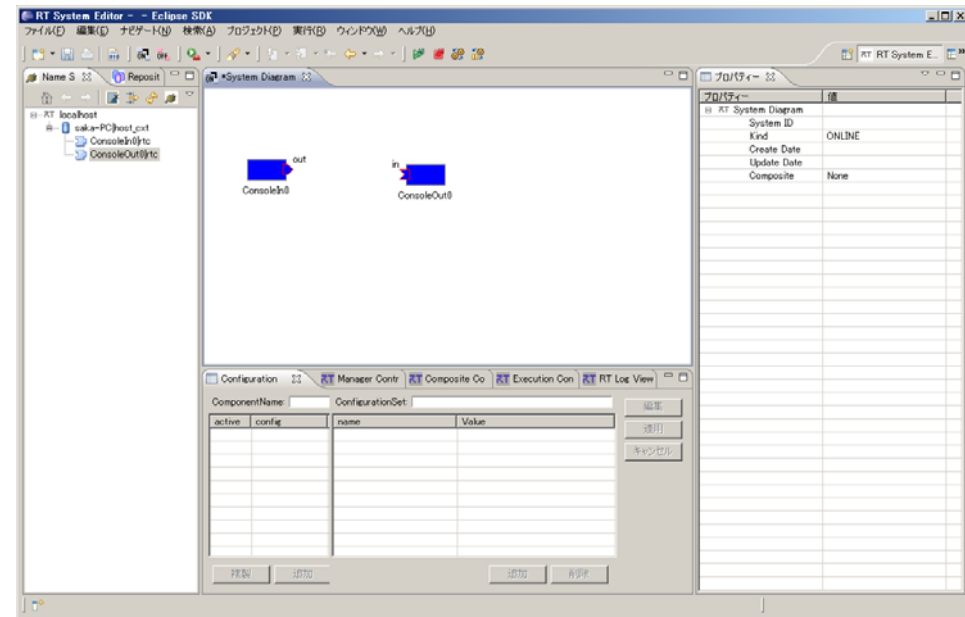 RT System Editor - - Eclipse SDK
ファイル(F) 編集(E) ナビゲート(N) 検索(A) プロジェクト(P) 実行(R) ウィンドウ(W) ヘルプ(H)
RT System E...
Name S
Reposit
*System Diagram
プロパティー
localhost
saka-PC|host_cxt
ConsoleIn0|rtc
ConsoleOut0|rtc
out
ConsoleIn0
in
ConsoleOut0
プロパティー 値
RT System Diagram
System ID
Kind ONLINE
Create Date
Update Date
Composite None
Configuration RT Manager Contr RT Composite Co RT Execution Con RT RT Log View
ComponentName: ConfigurationSet: 編集
active config name Value
適用
キャンセル
複製 追加 追加 削除